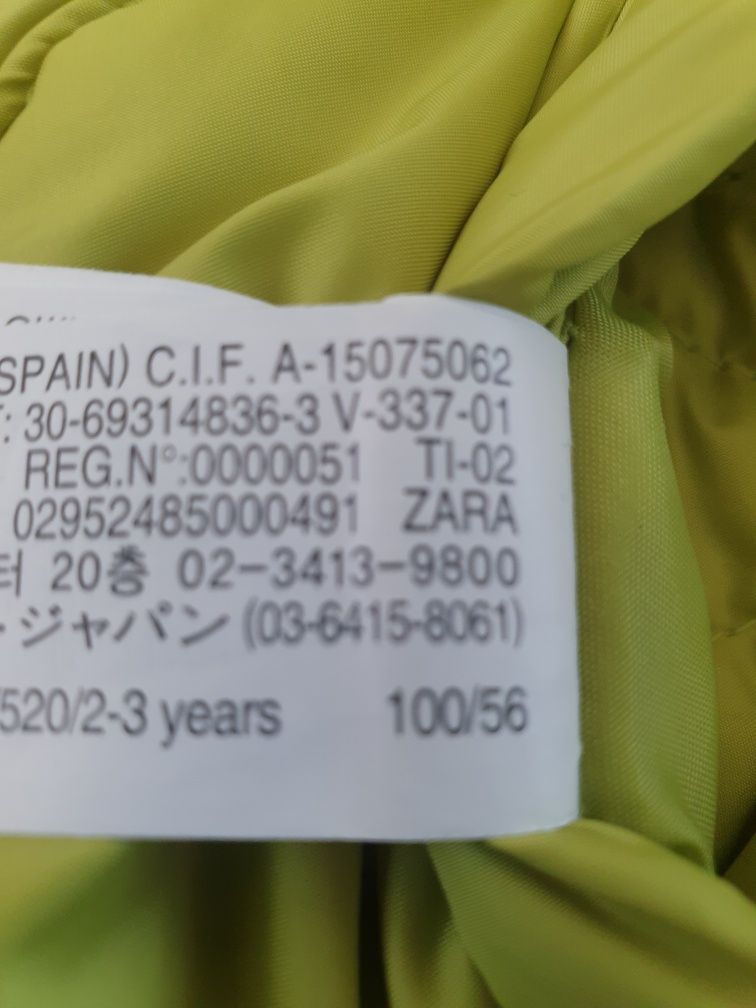 SPAIN) C.I.F. A-15075062
: 30-69314836-3 V-337-01
REG.N°:0000051 TI-02
02952485000491 ZARA
터 20층 02-3413-9800
-ジャパン (03-6415-8061)
520/2-3 years 100/56